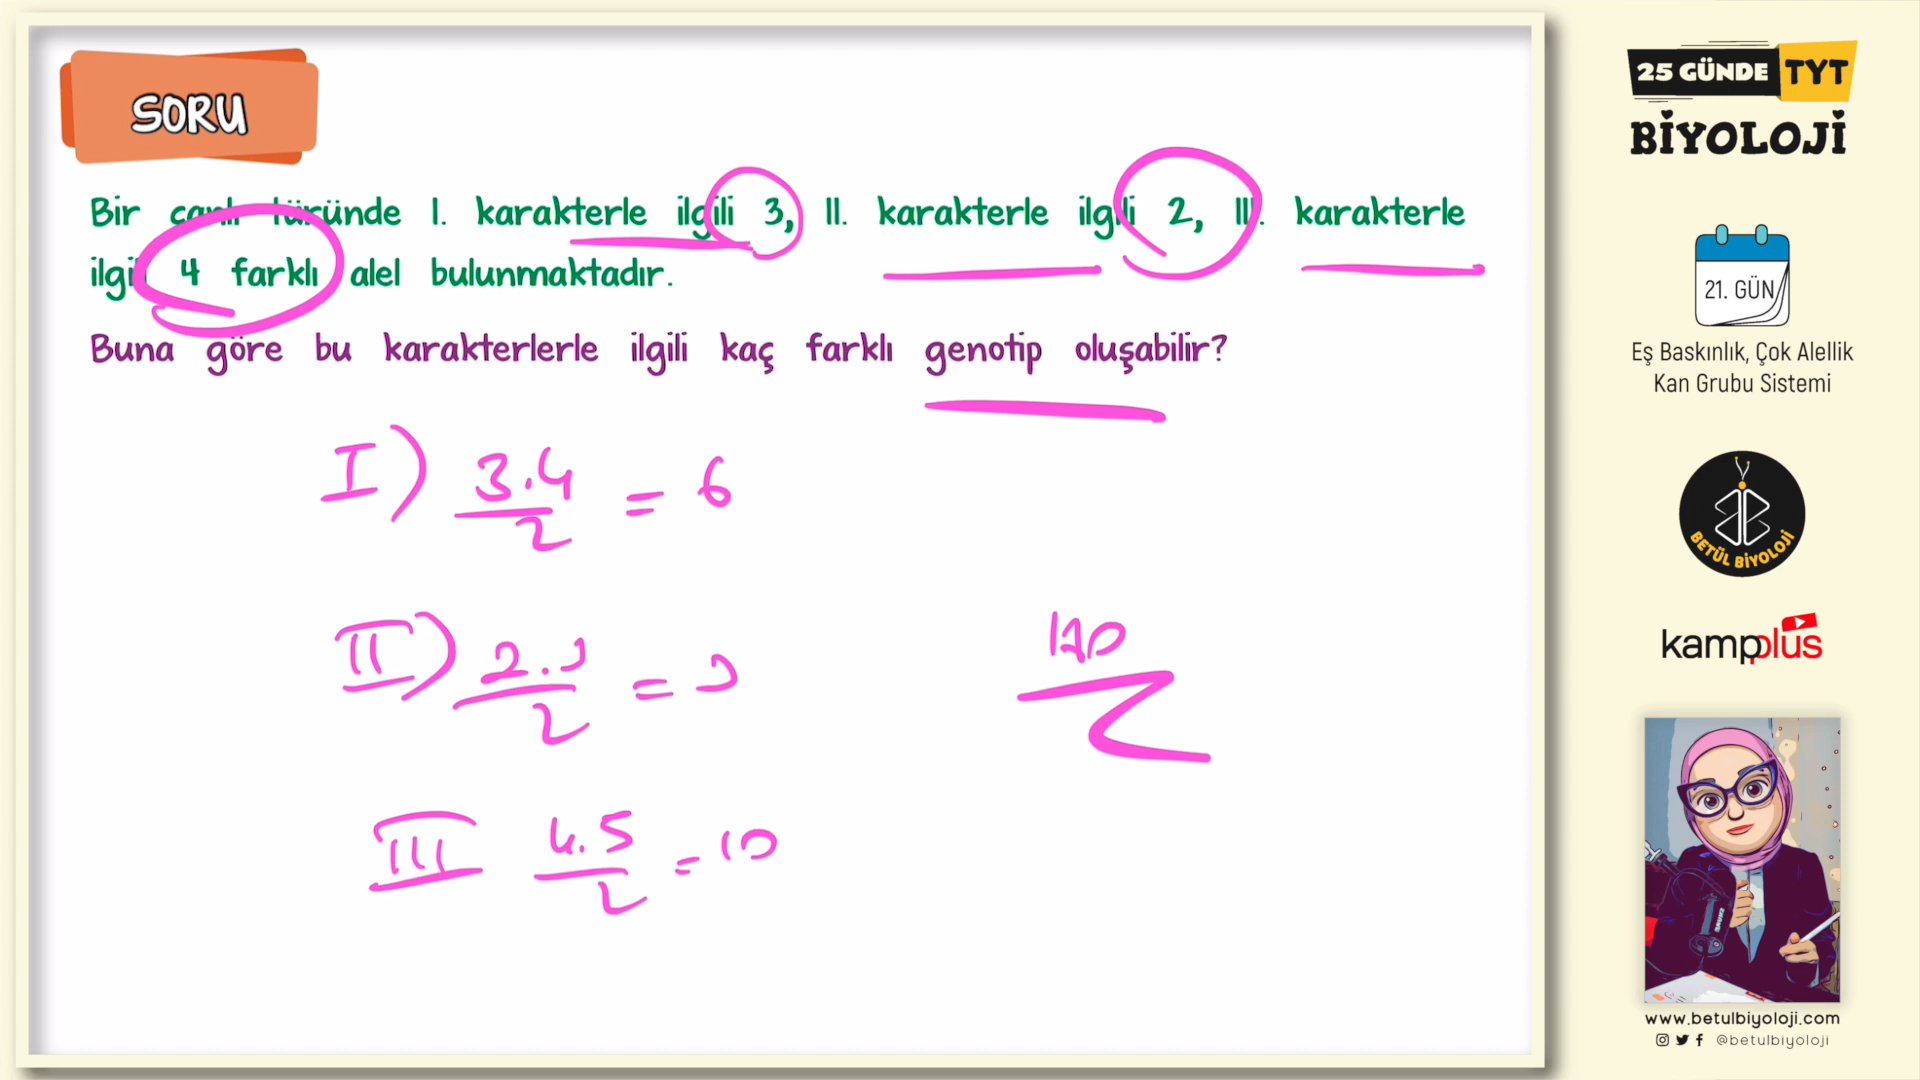 SORU
Bir canlı türünde I. karakterle ilgili 3, II. karakterle ilgili 2, III. karakterle
ilgili 4 farklı alel bulunmaktadır.
Buna göre bu karakterlerle ilgili kaç farklı genotip oluşabilir?
I) 3.4 = 6
2
II) 2.3 = 3
2
180
III 4.5 = 10
2
25 GÜNDE TYT
BİYOLOJİ
21. GÜN
Eş Baskınlık, Çok Alellik
Kan Grubu Sistemi
BETÜL BİYOLOJİ
kampplus
www.betulbiyoloji.com
@betulbiyoloji